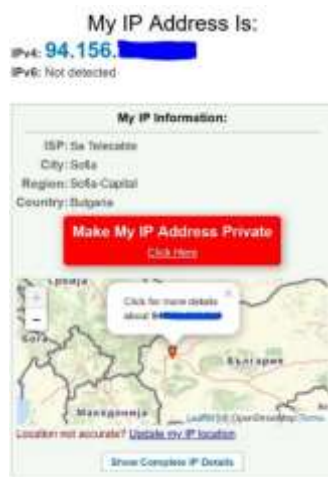 My IP Address Is:
IPv4: 94.156.
IPv6: Not detected
My IP Information:
ISP: Sa Telecable
City: Sofia
Region: Sofia-Capital
Country: Bulgaria
Make My IP Address Private
Click Here
Click for more details
about
България
Македонија
Location not accurate? Update my IP location
Show Complete IP Details